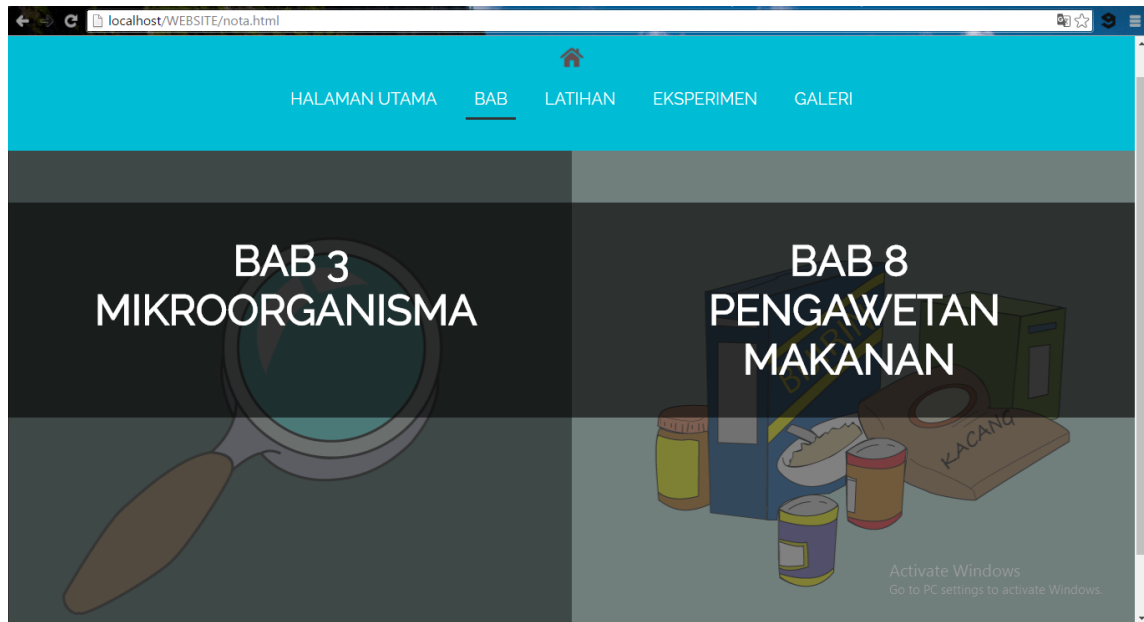 localhost/WEBSITE/nota.html
HALAMAN UTAMA BAB LATIHAN EKSPERIMEN GALERI
BAB 3
MIKROORGANISMA
BAB 8
PENGAWETAN
MAKANAN
KACANG
Activate Windows
Go to PC settings to activate Windows.